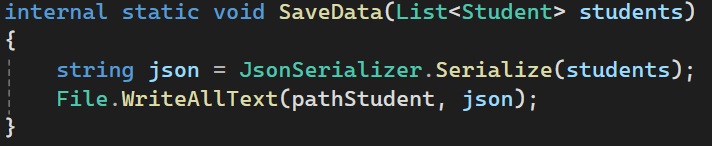 internal static void SaveData(List<Student> students)
{
    string json = JsonSerializer.Serialize(students);
    File.WriteAllText(pathStudent, json);
}